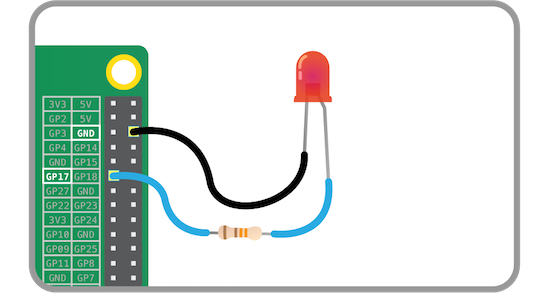 3V3 5V
GP2 5V
GP3 GND
GP4 GP14
GND GP15
GP17 GP18
GP27 GND
GP22 GP23
3V3 GP24
GP10 GND
GP09 GP25
GP11 GP8
GND GP7